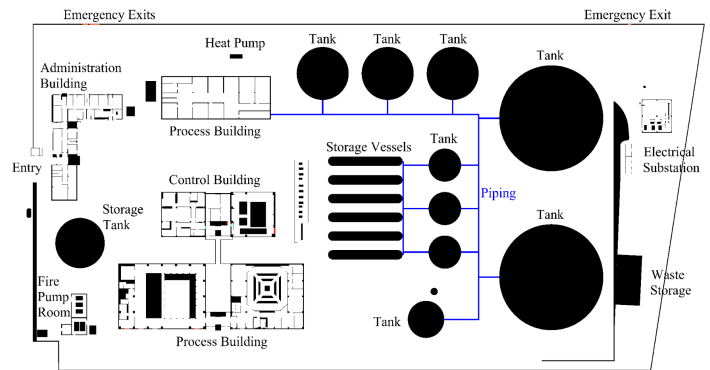 Emergency Exits
Emergency Exit
Heat Pump
Tank
Tank
Tank
Tank
Administration
Building
Process Building
Storage Vessels
Tank
Electrical
Substation
Entry
Control Building
Piping
Storage
Tank
Tank
Fire
Pump
Room
Waste
Storage
Tank
Process Building